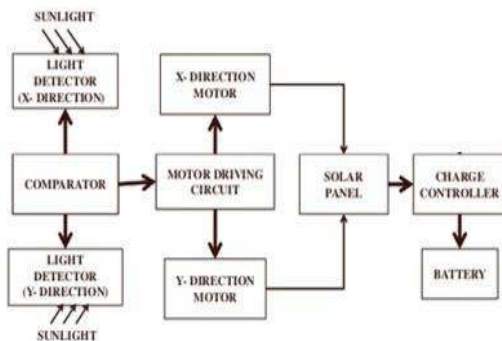 SUNLIGHT
LIGHT
DETECTOR
(X- DIRECTION)
X- DIRECTION
MOTOR
COMPARATOR
MOTOR DRIVING
CIRCUIT
SOLAR
PANEL
CHARGE
CONTROLLER
LIGHT
DETECTOR
(Y- DIRECTION)
Y- DIRECTION
MOTOR
BATTERY
SUNLIGHT